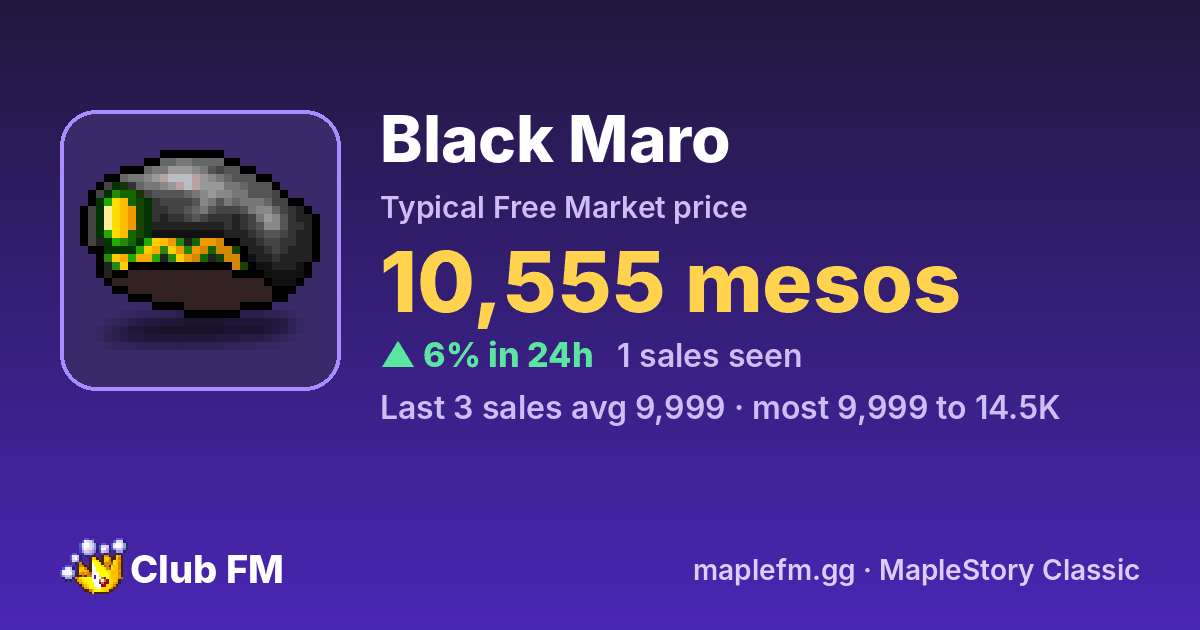 Black Maro
Typical Free Market price
10,555 mesos
▲ 6% in 24h 1 sales seen
Last 3 sales avg 9,999 · most 9,999 to 14.5K
Club FM
maplefm.gg · MapleStory Classic